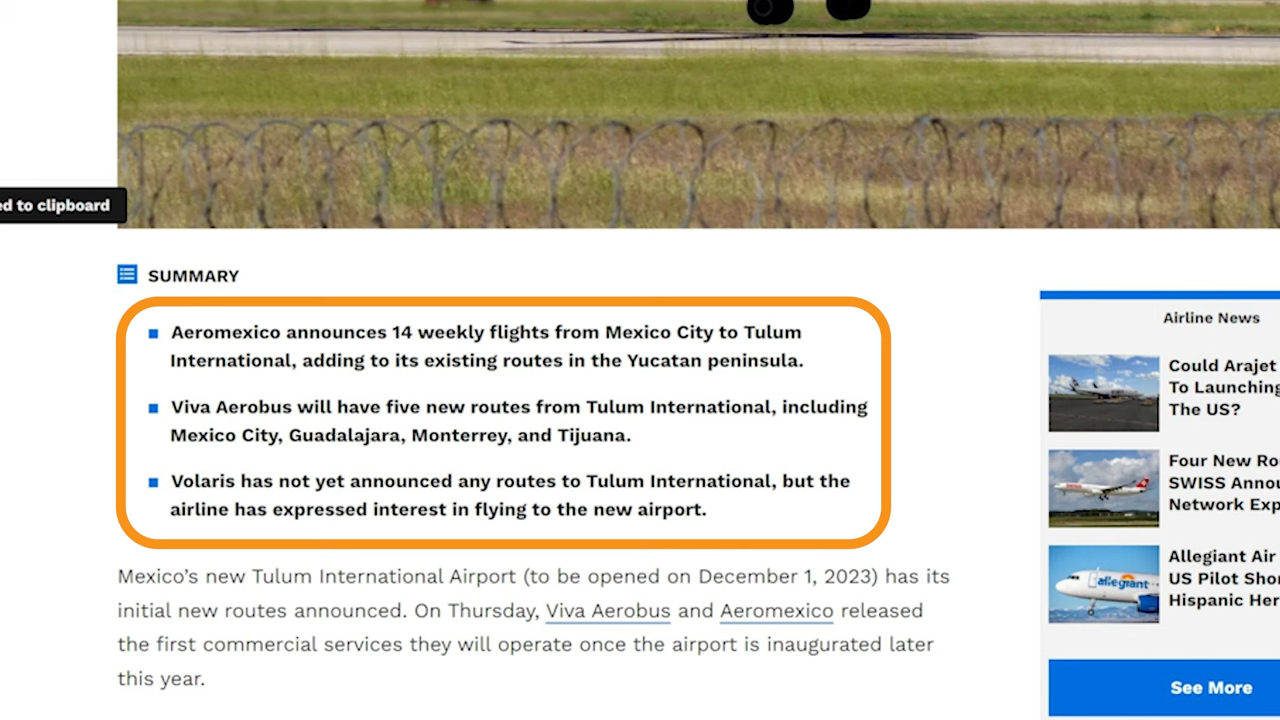 ed to clipboard
SUMMARY
Aeromexico announces 14 weekly flights from Mexico City to Tulum
International, adding to its existing routes in the Yucatan peninsula.
Viva Aerobus will have five new routes from Tulum International, including
Mexico City, Guadalajara, Monterrey, and Tijuana.
Volaris has not yet announced any routes to Tulum International, but the
airline has expressed interest in flying to the new airport.
Mexico’s new Tulum International Airport (to be opened on December 1, 2023) has its
initial new routes announced. On Thursday, Viva Aerobus and Aeromexico released
the first commercial services they will operate once the airport is inaugurated later
this year.
Airline News
Could Arajet
To Launching
The US?
Four New Ro
SWISS Annou
Network Exp
allegiant
Allegiant Air
US Pilot Shor
Hispanic Her
See More